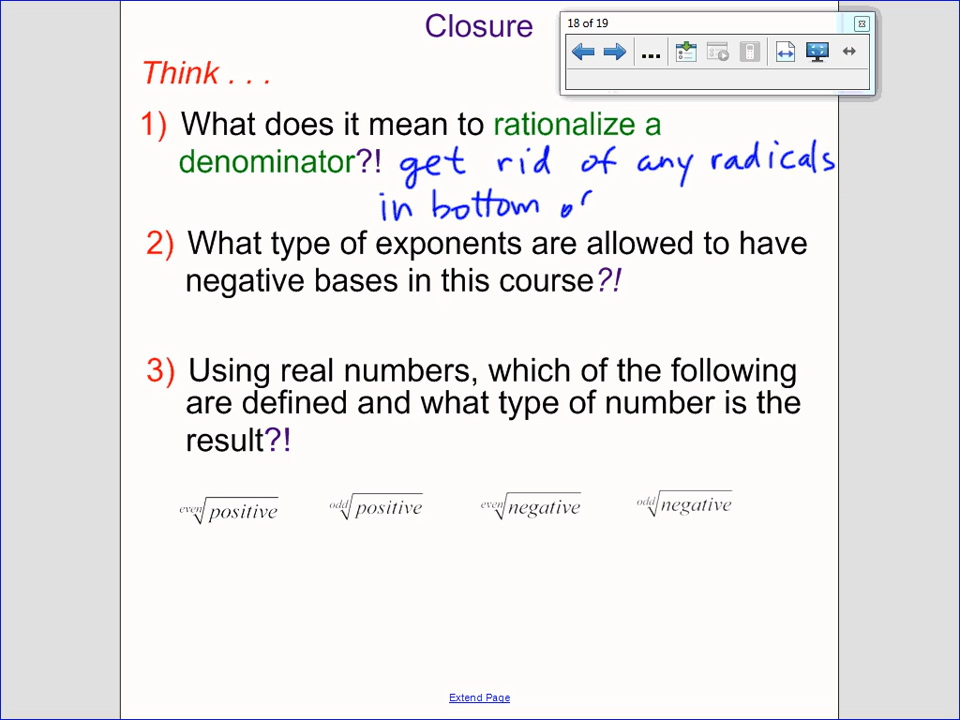 Closure
18 of 19
Think . . .
1) What does it mean to rationalize a
denominator?! get rid of any radicals
in bottom
2) What type of exponents are allowed to have
negative bases in this course?!
3) Using real numbers, which of the following
are defined and what type of number is the
result?!
even√positive odd√positive even√negative odd√negative
Extend Page